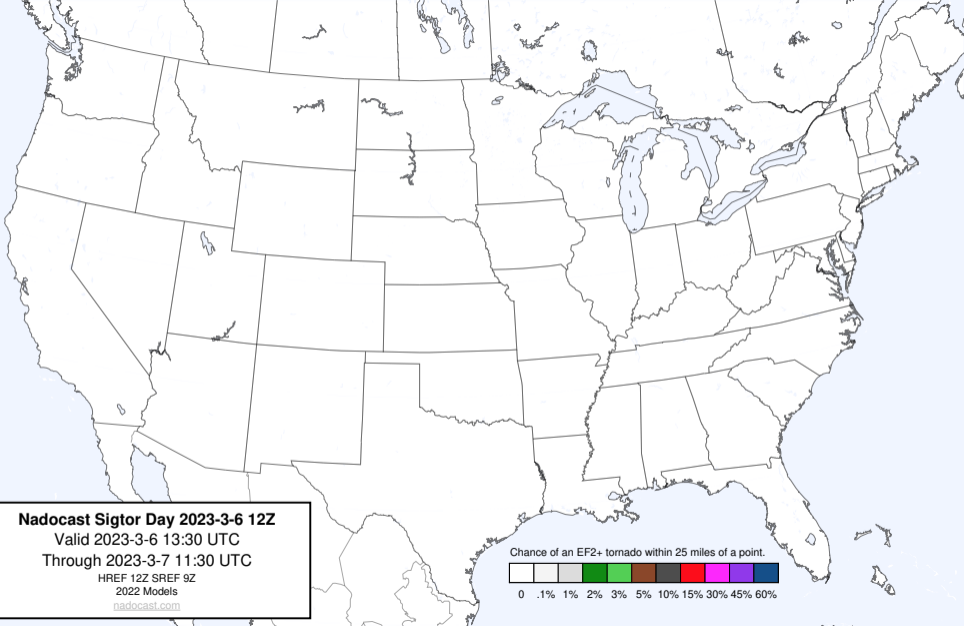 Nadocast Sigtor Day 2023-3-6 12Z
Valid 2023-3-6 13:30 UTC
Through 2023-3-7 11:30 UTC
HREF 12Z SREF 9Z
2022 Models
nadocast.com
Chance of an EF2+ tornado within 25 miles of a point.
0 .1% 1% 2% 3% 5% 10% 15% 30% 45% 60%